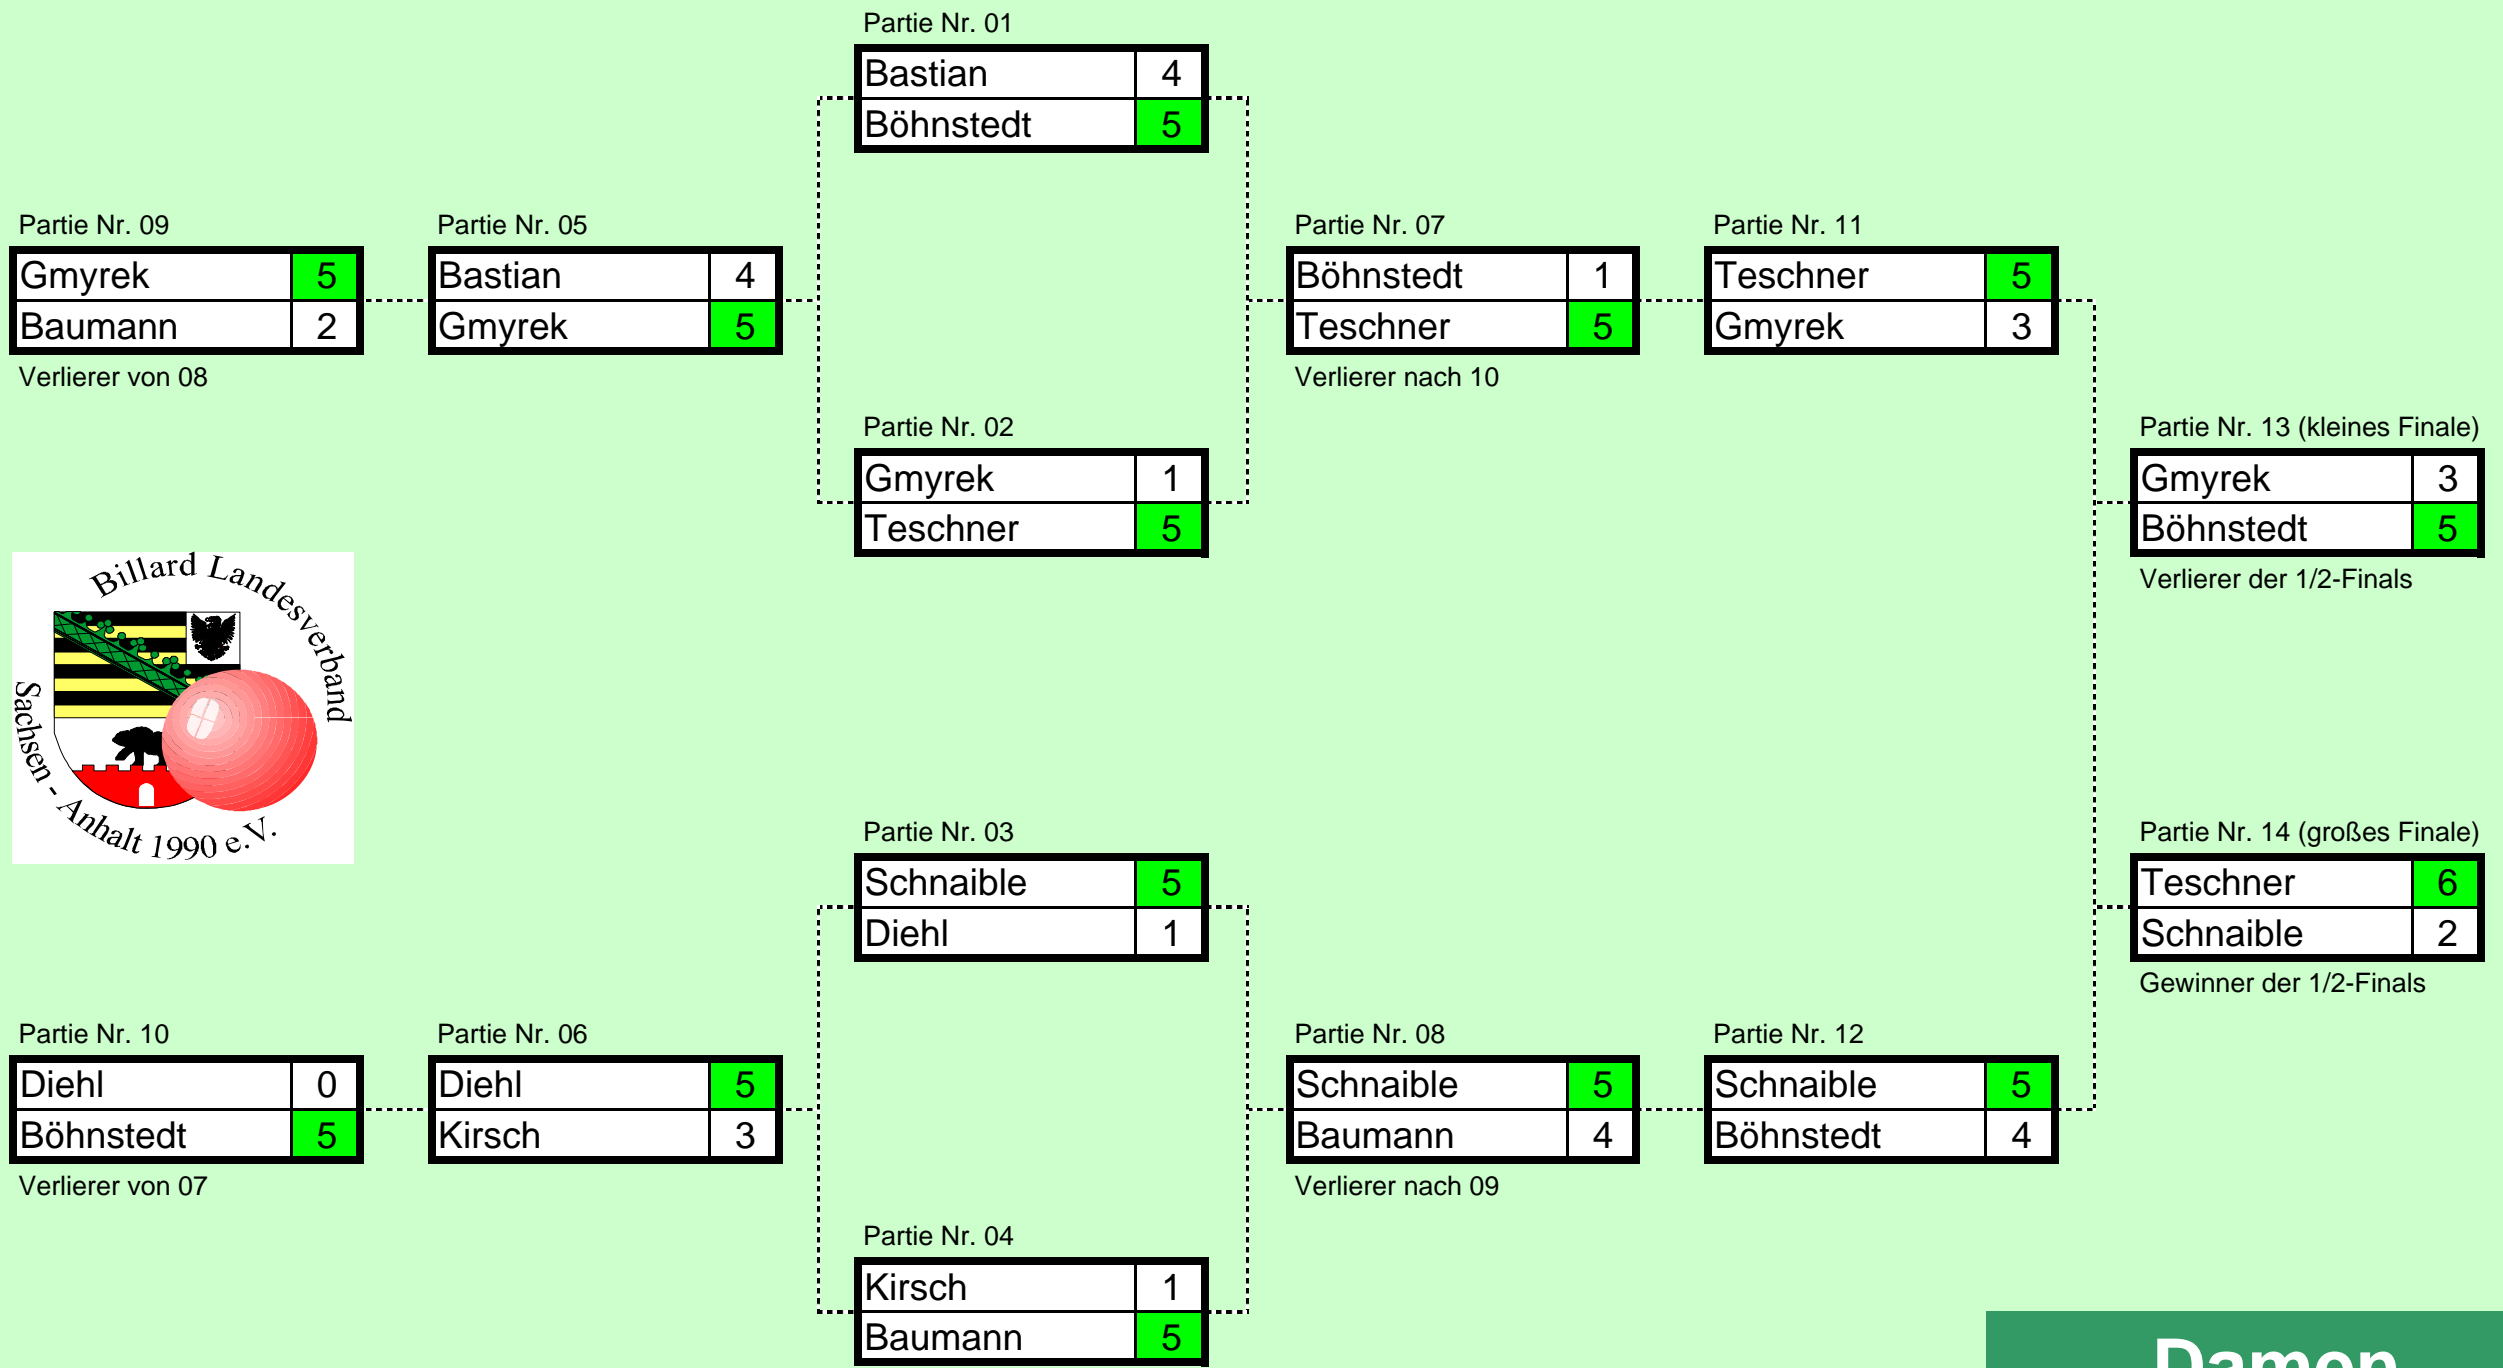 Partie Nr. 01
Bastian 4
Böhnstedt 5
Partie Nr. 09
Gmyrek 5
Baumann 2
Verlierer von 08
Partie Nr. 05
Bastian 4
Gmyrek 5
Partie Nr. 07
Böhnstedt 1
Teschner 5
Verlierer nach 10
Partie Nr. 11
Teschner 5
Gmyrek 3
Partie Nr. 02
Gmyrek 1
Teschner 5
Partie Nr. 13 (kleines Finale)
Gmyrek 3
Böhnstedt 5
Verlierer der 1/2-Finals
Billard Landesverband
Sachsen - Anhalt 1990 e.V.
Partie Nr. 03
Schnaible 5
Diehl 1
Partie Nr. 14 (großes Finale)
Teschner 6
Schnaible 2
Gewinner der 1/2-Finals
Partie Nr. 10
Diehl 0
Böhnstedt 5
Verlierer von 07
Partie Nr. 06
Diehl 5
Kirsch 3
Partie Nr. 08
Schnaible 5
Baumann 4
Verlierer nach 09
Partie Nr. 12
Schnaible 5
Böhnstedt 4
Partie Nr. 04
Kirsch 1
Baumann 5
Damen